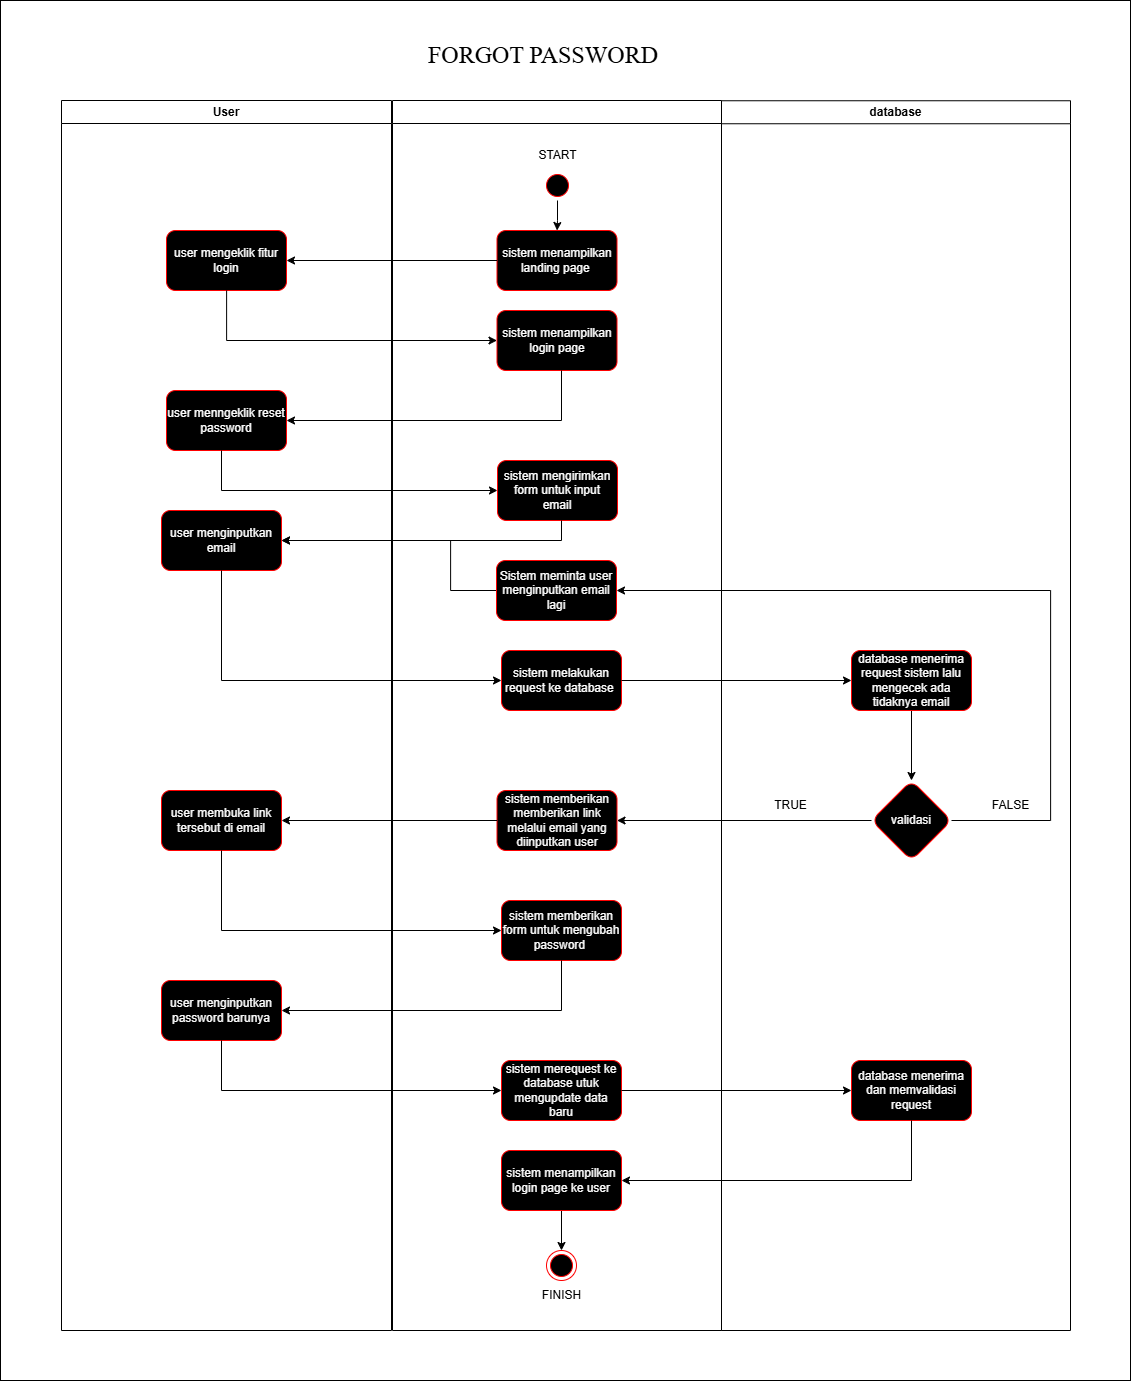 FORGOT PASSWORD
User
database
START
user mengeklik fitur
login
sistem menampilkan
landing page
sistem menampilkan
login page
user menngeklik reset
password
sistem mengirimkan
form untuk input
email
user menginputkan
email
Sistem meminta user
menginputkan email
lagi
sistem melakukan
request ke database
database menerima
request sistem lalu
mengecek ada
tidaknya email
user membuka link
tersebut di email
sistem memberikan
memberikan link
melalui email yang
diinputkan user
TRUE
validasi
FALSE
sistem memberikan
form untuk mengubah
password
user menginputkan
password barunya
sistem merequest ke
database utuk
mengupdate data
baru
database menerima
dan memvalidasi
request
sistem menampilkan
login page ke user
FINISH